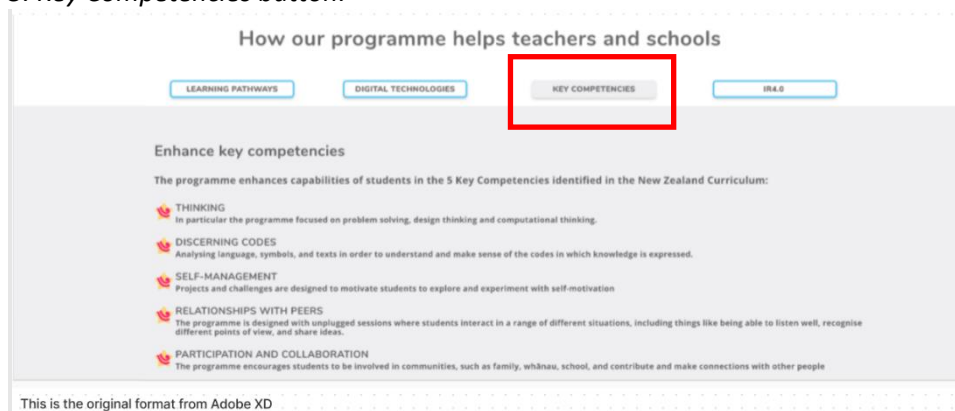 3. Key Competencies button:
How our programme helps teachers and schools
LEARNING PATHWAYS DIGITAL TECHNOLOGIES KEY COMPETENCIES IR4.0
Enhance key competencies
The programme enhances capabilities of students in the 5 Key Competencies identified in the New Zealand Curriculum:
THINKING
In particular the programme focused on problem solving, design thinking and computational thinking.
DISCERNING CODES
Analysing language, symbols, and texts in order to understand and make sense of the codes in which knowledge is expressed.
SELF-MANAGEMENT
Projects and challenges are designed to motivate students to explore and experiment with self-motivation
RELATIONSHIPS WITH PEERS
The programme is designed with unplugged sessions where students interact in a range of different situations, including things like being able to listen well, recognise
different points of view, and share ideas.
PARTICIPATION AND COLLABORATION
The programme encourages students to be involved in communities, such as family, whānau, school, and contribute and make connections with other people
This is the original format from Adobe XD